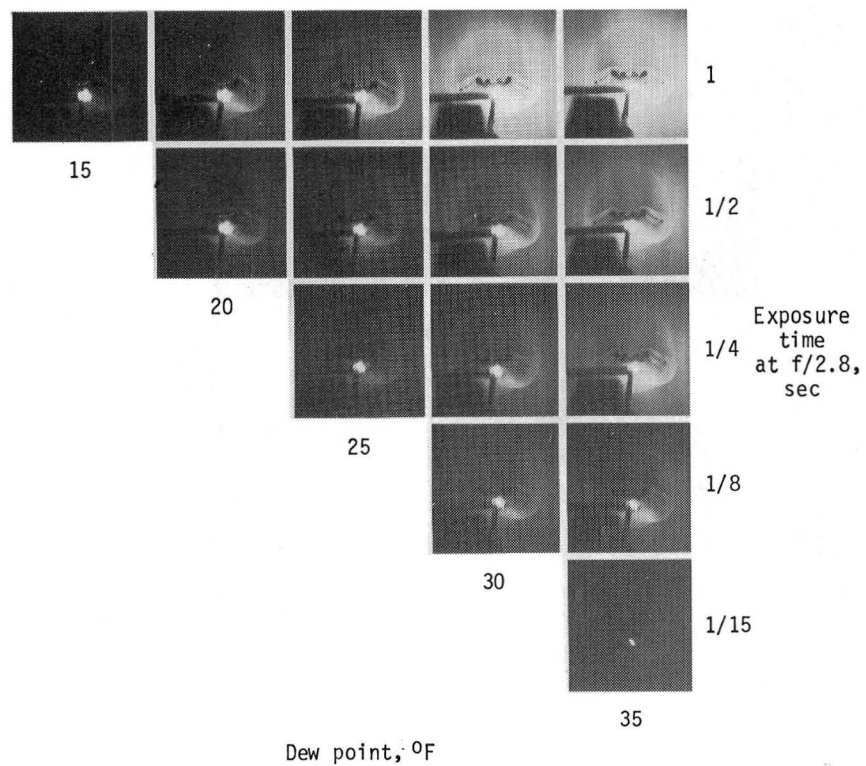 1
15
1/2
20
Exposure
time
at f/2.8,
sec
1/4
25
1/8
30
1/15
35
Dew point, °F